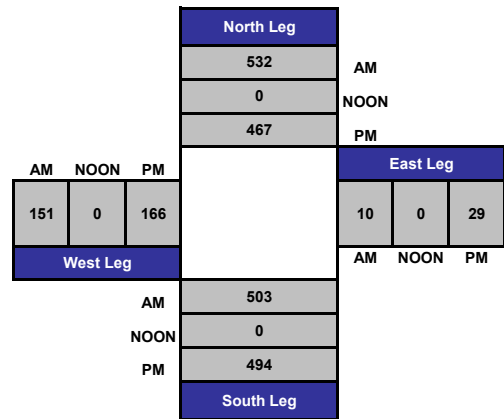 North Leg
532 AM
0 NOON
467 PM
AM NOON PM
East Leg
151 0 166
10 0 29
West Leg
AM NOON PM
AM 503
NOON 0
PM 494
South Leg